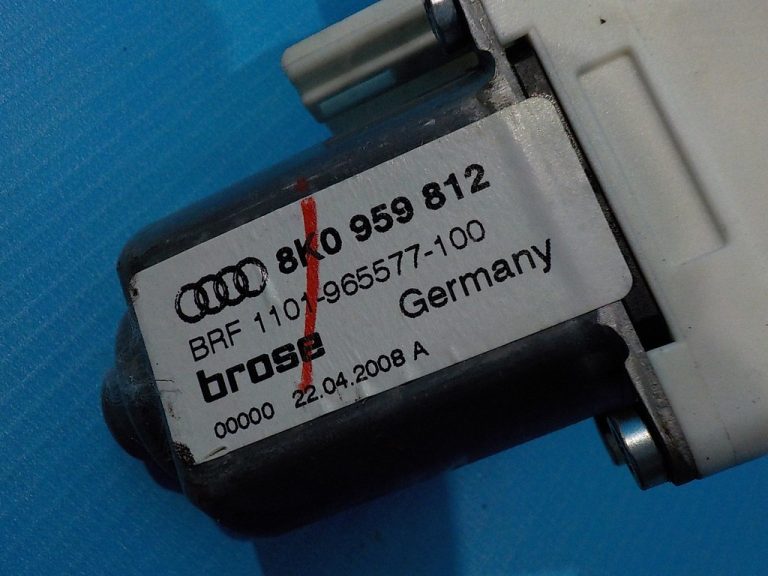 8K0 959 812
BRF 1101-965577-100
brose Germany
00000 22.04.2008 A